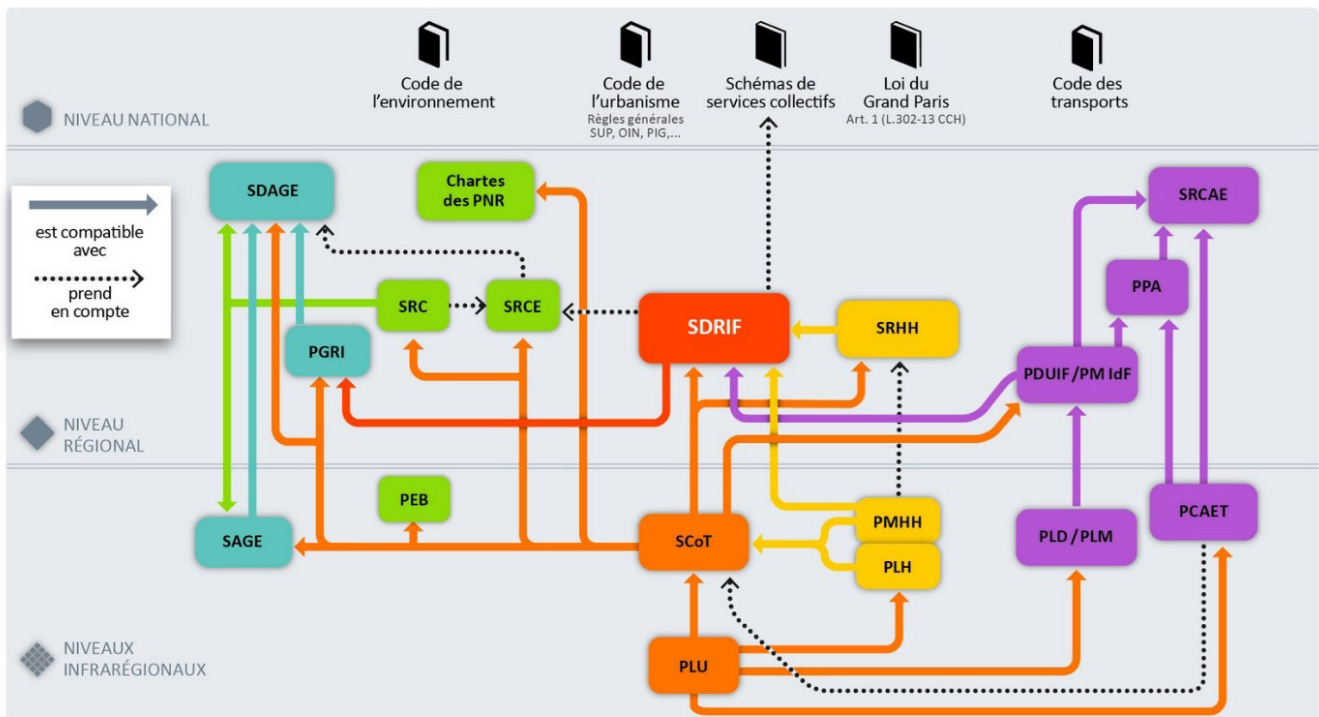 Code de
l'environnement
Code de
l'urbanisme
Règles générales
SUP, OIN, PIG,...
Schémas de
services collectifs
Loi du
Grand Paris
Art. 1 (L.302-13 CCH)
Code des
transports
NIVEAU NATIONAL
est compatible
avec
prend
en compte
SDAGE
Chartes
des PNR
SRCAE
PPA
SRC
SRCE
SDRIF
SRHH
PGRI
PDUIF/PM IdF
NIVEAU
RÉGIONAL
PEB
SAGE
SCoT
PMHH
PLH
PLD / PLM
PCAET
PLU
NIVEAUX
INFRARÉGIONAUX